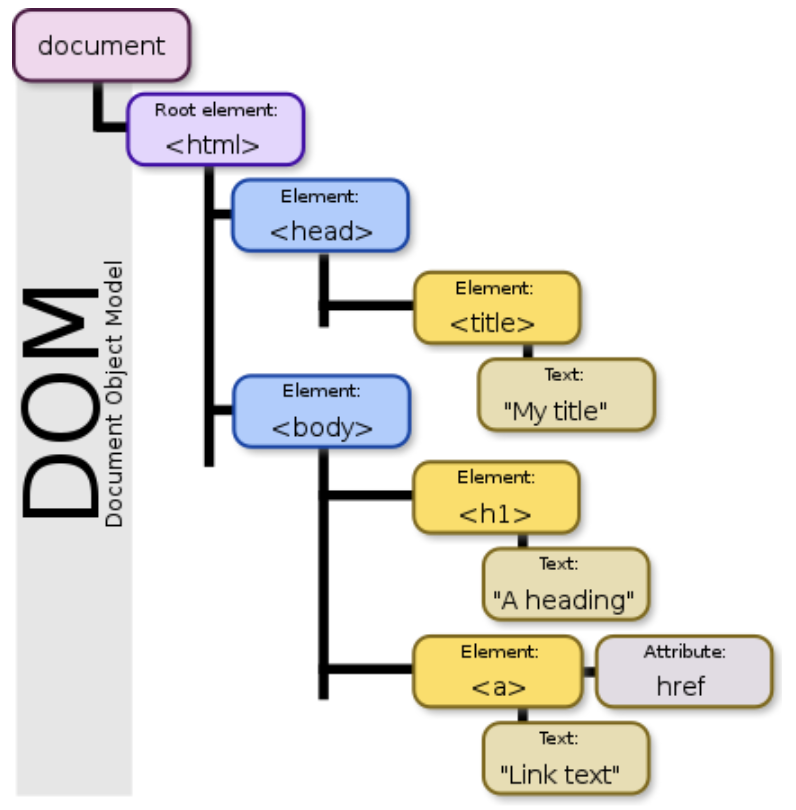 document
Root element:
<html>
Element:
<head>
Element:
<title>
Text:
"My title"
Element:
<body>
Element:
<h1>
Text:
"A heading"
Element:
<a>
Attribute:
href
Text:
"Link text"
DOM
Document Object Model